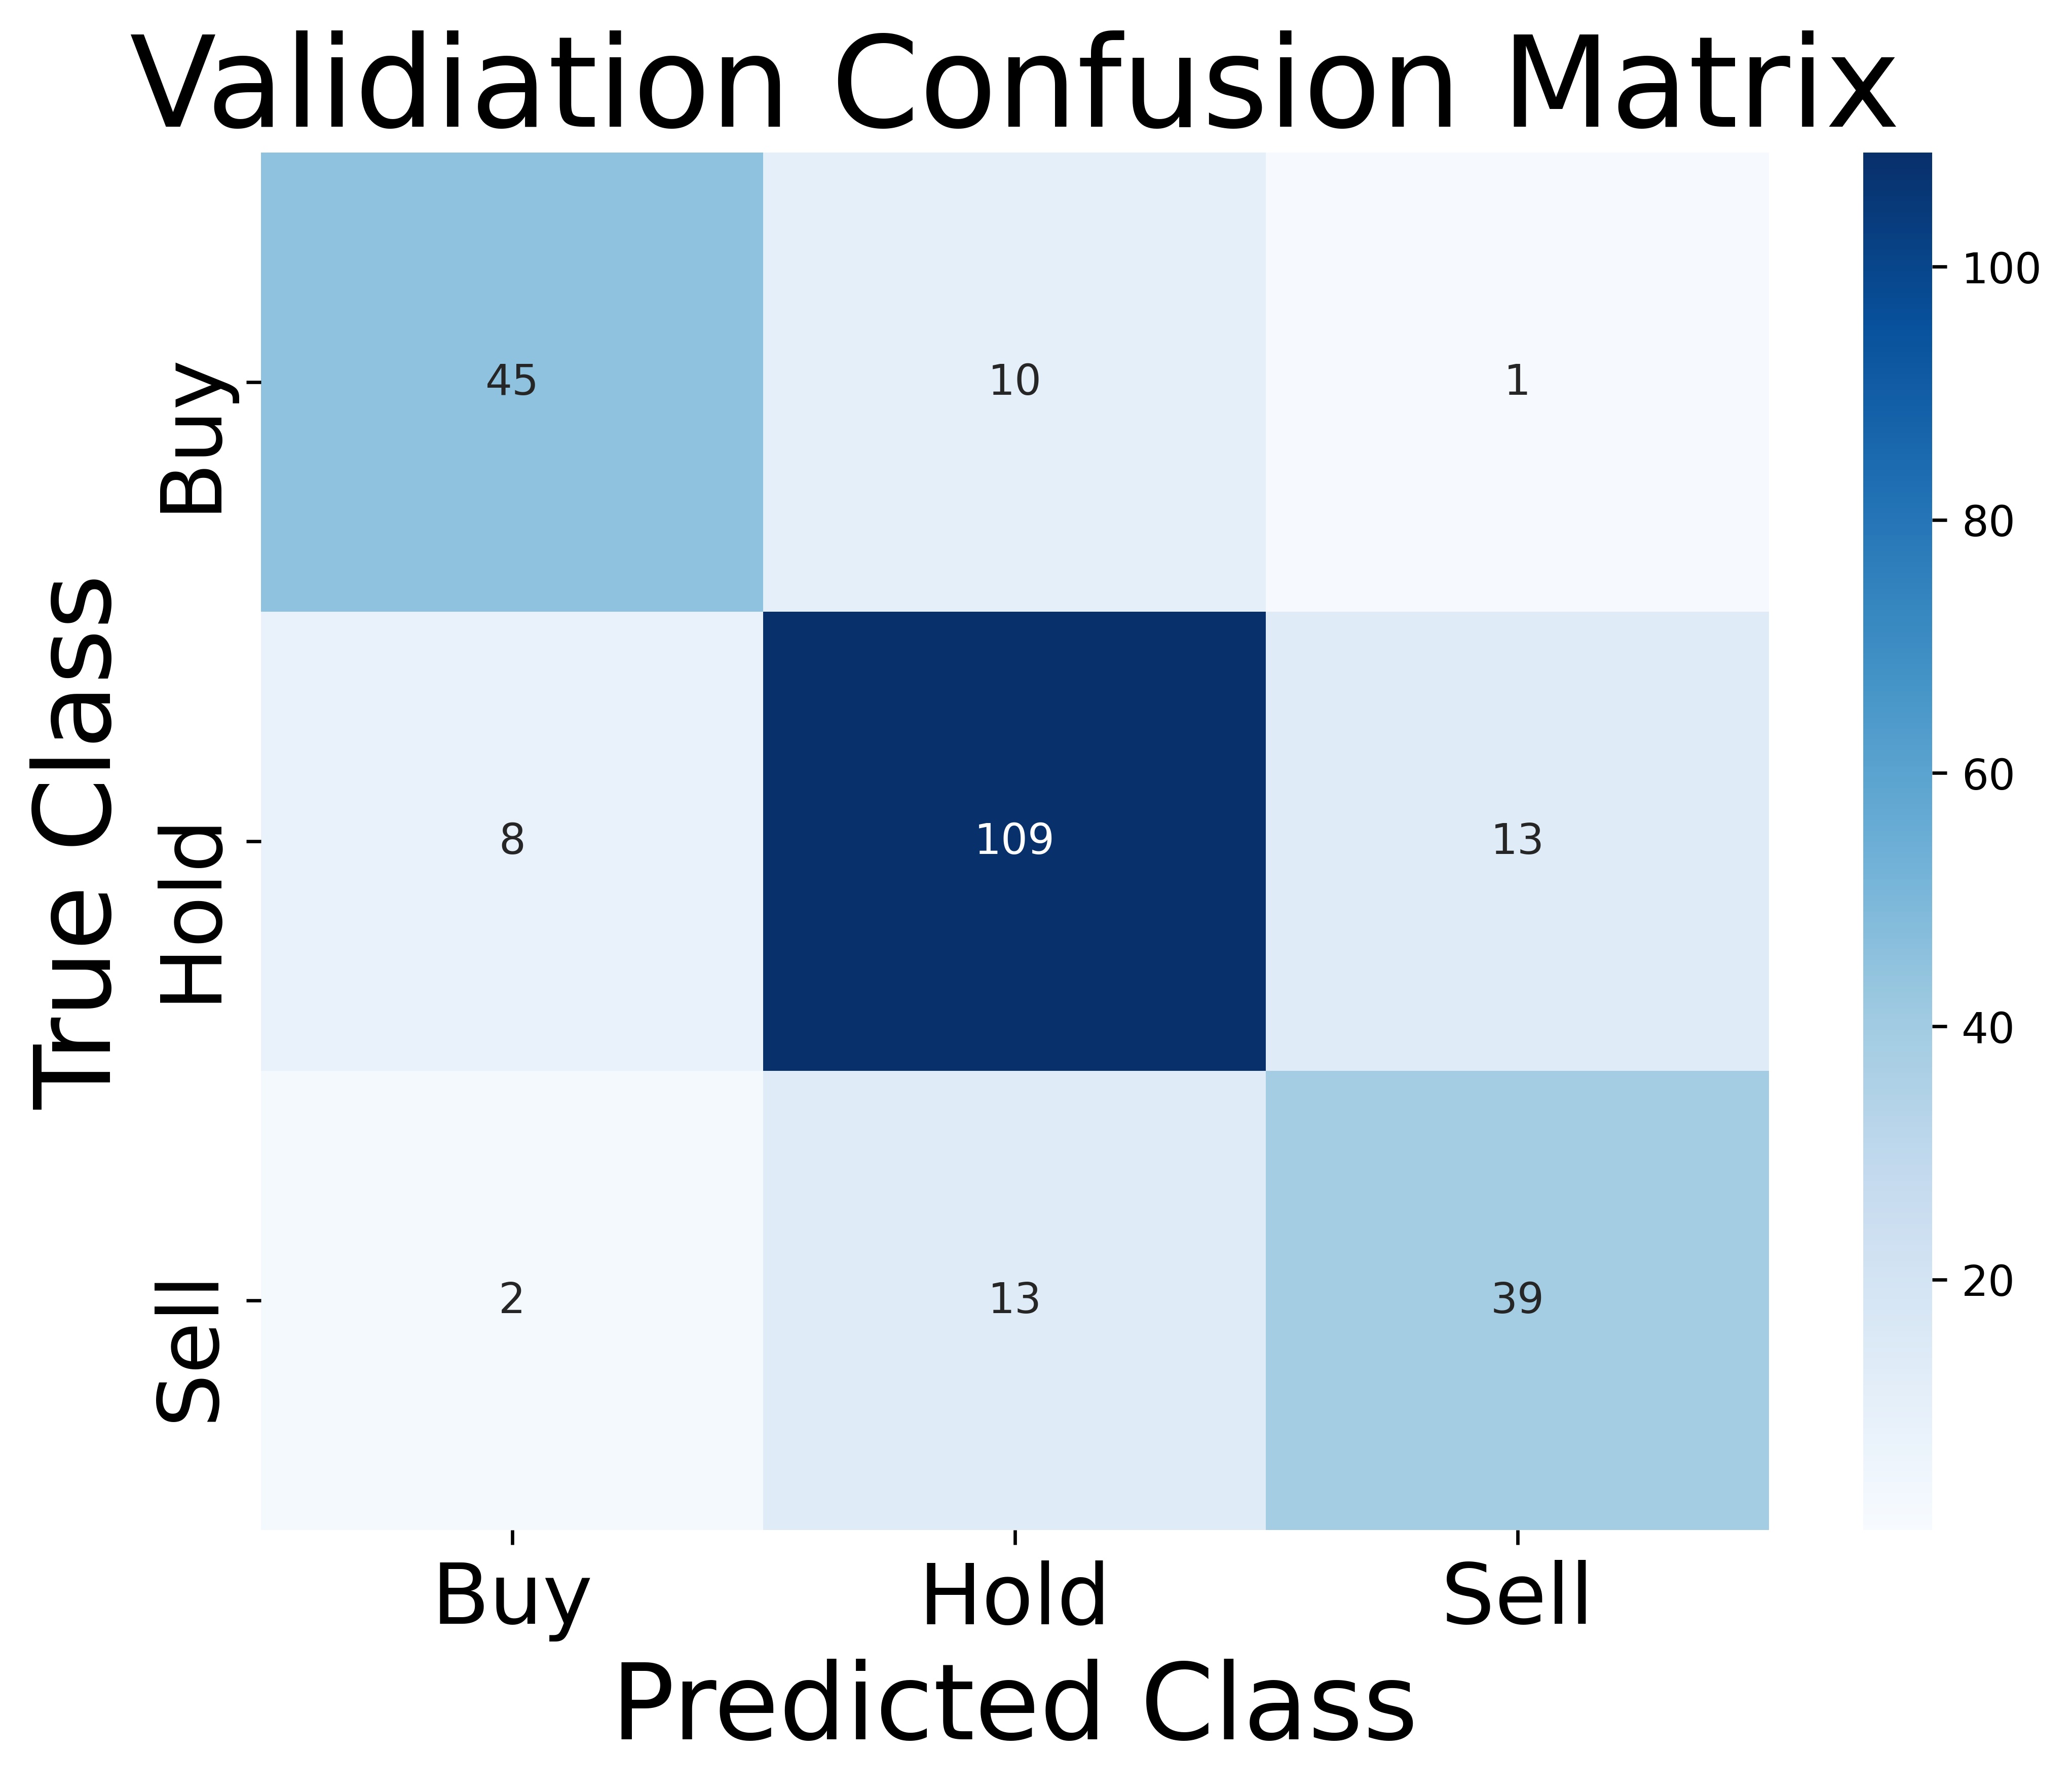 Validiation Confusion Matrix
True Class
Buy
45 10 1
Hold
8 109 13
Sell
2 13 39
Buy Hold Sell
Predicted Class
100
80
60
40
20